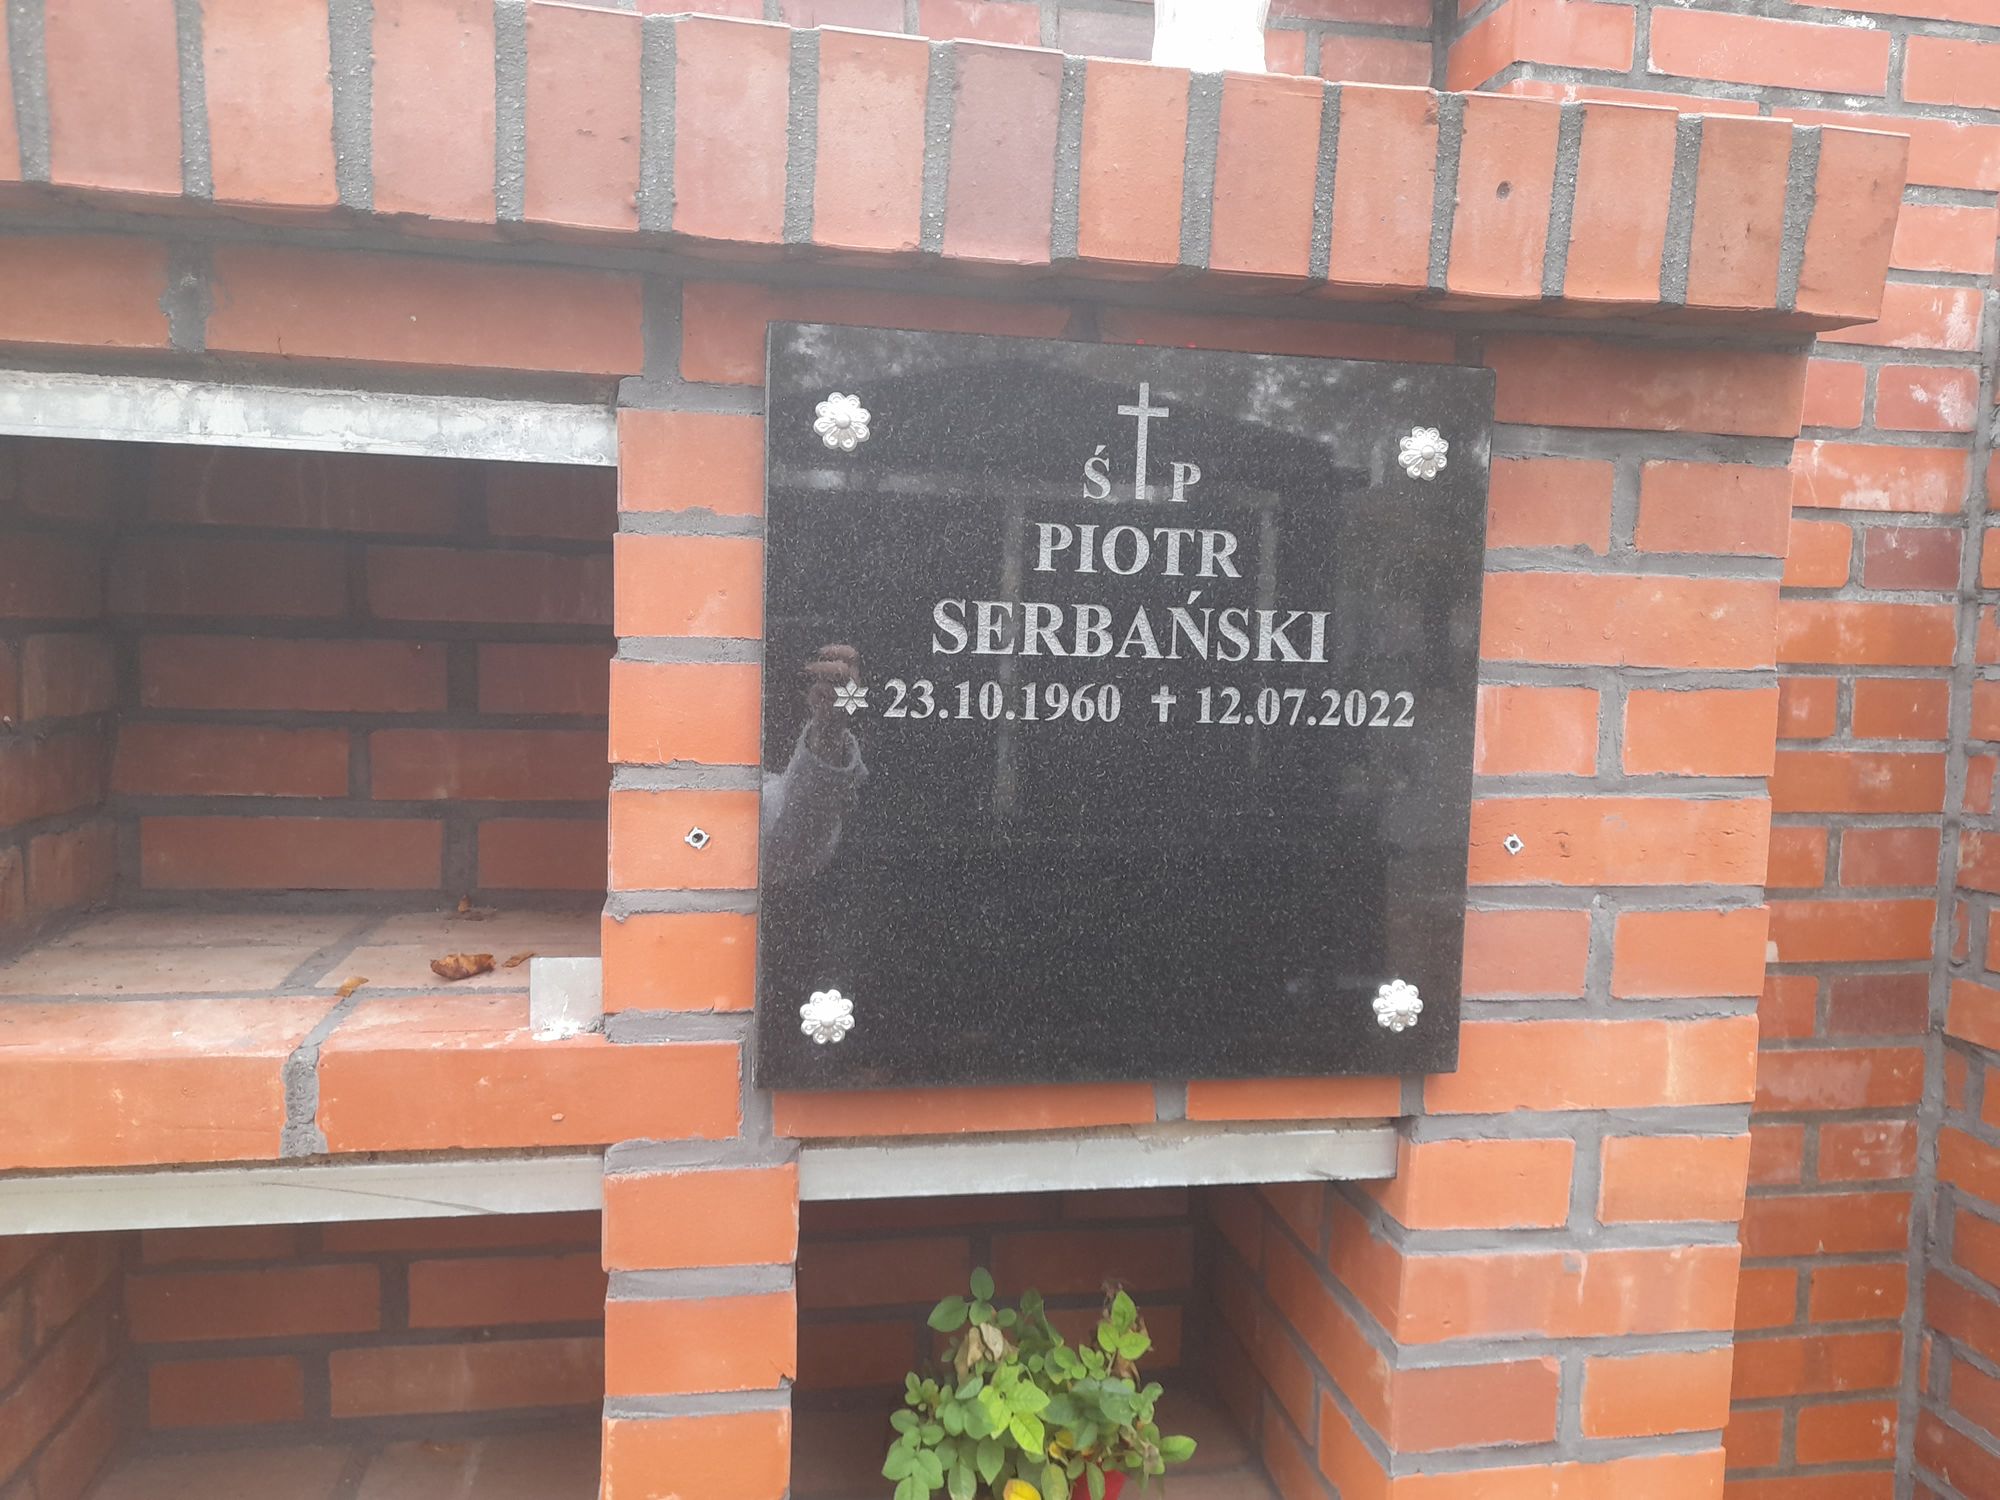 Ś P
PIOTR
SERBAŃSKI
* 23.10.1960 ✝ 12.07.2022